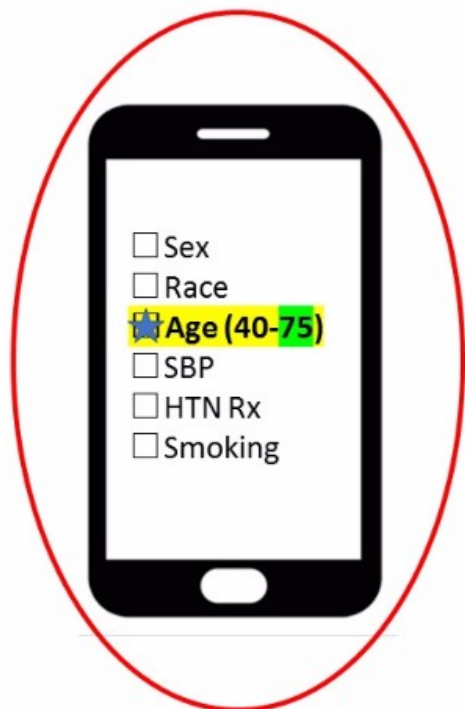 Sex
Race
Age (40-75)
SBP
HTN Rx
Smoking